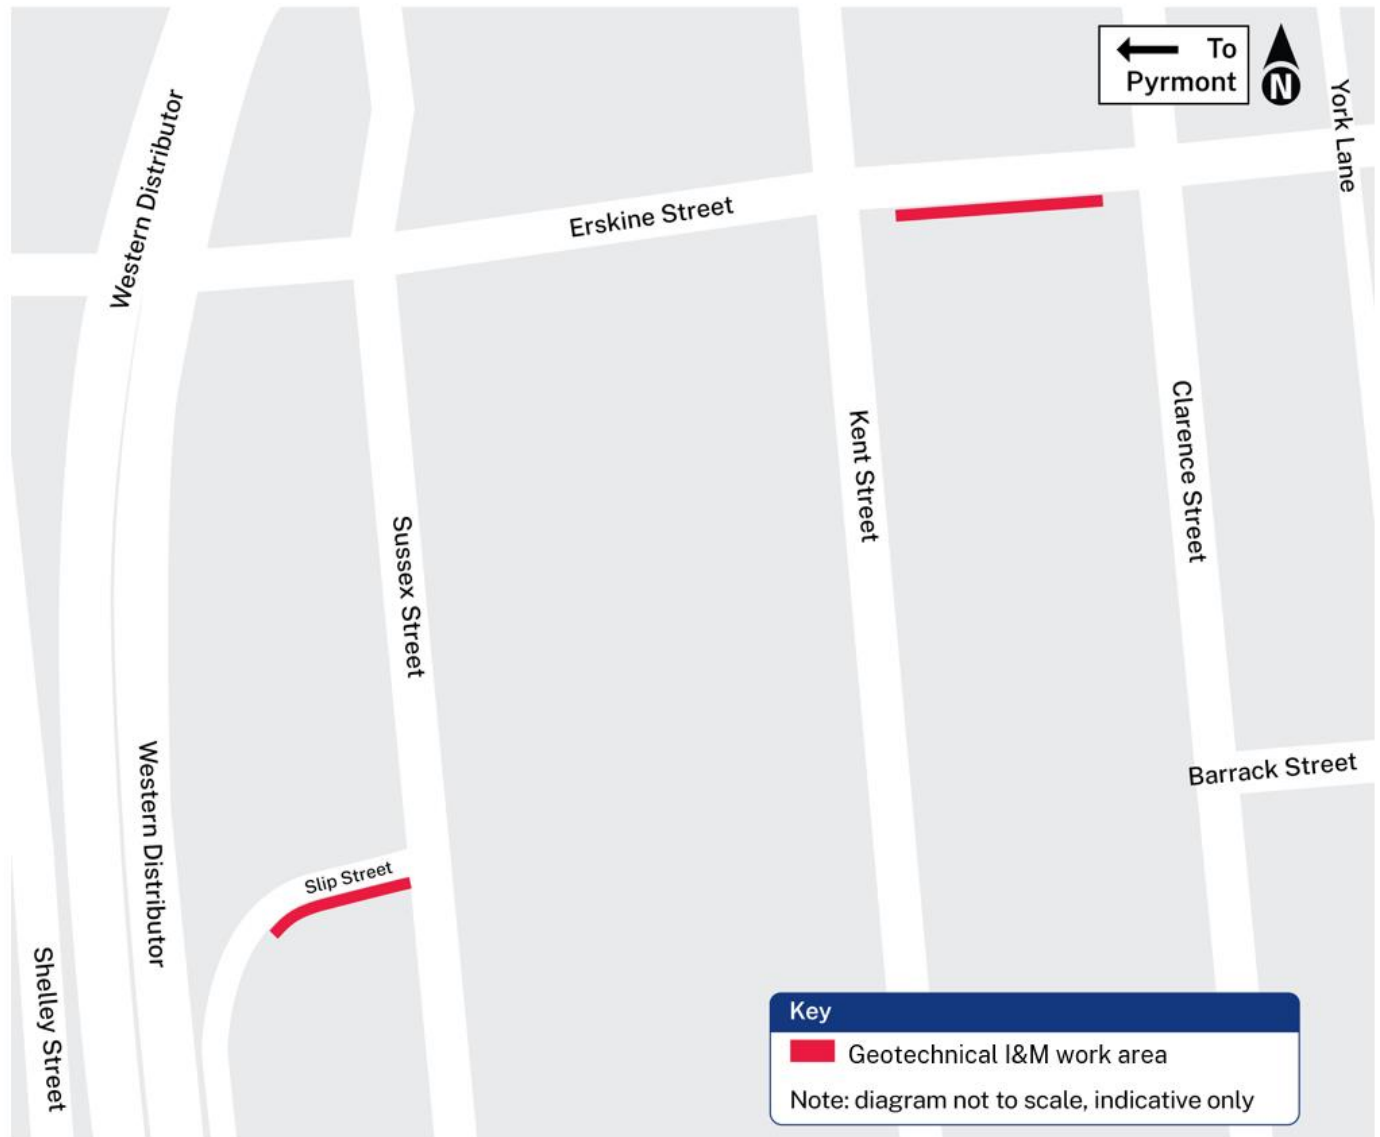 To
Pyrmont
N
York Lane
Western Distributor
Erskine Street
Kent Street
Clarence Street
Sussex Street
Western Distributor
Barrack Street
Slip Street
Shelley Street
Key
Geotechnical I&M work area
Note: diagram not to scale, indicative only